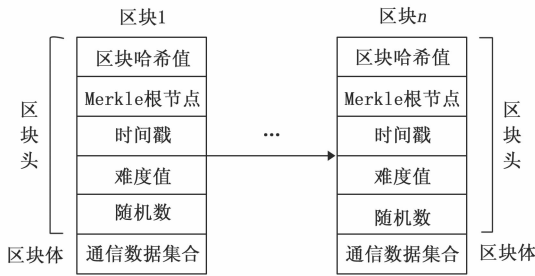 区块1
区块n
区块哈希值
区块哈希值
Merkle根节点
Merkle根节点
区块头
时间戳
…
时间戳
区块头
难度值
难度值
随机数
随机数
区块体
通信数据集合
通信数据集合
区块体